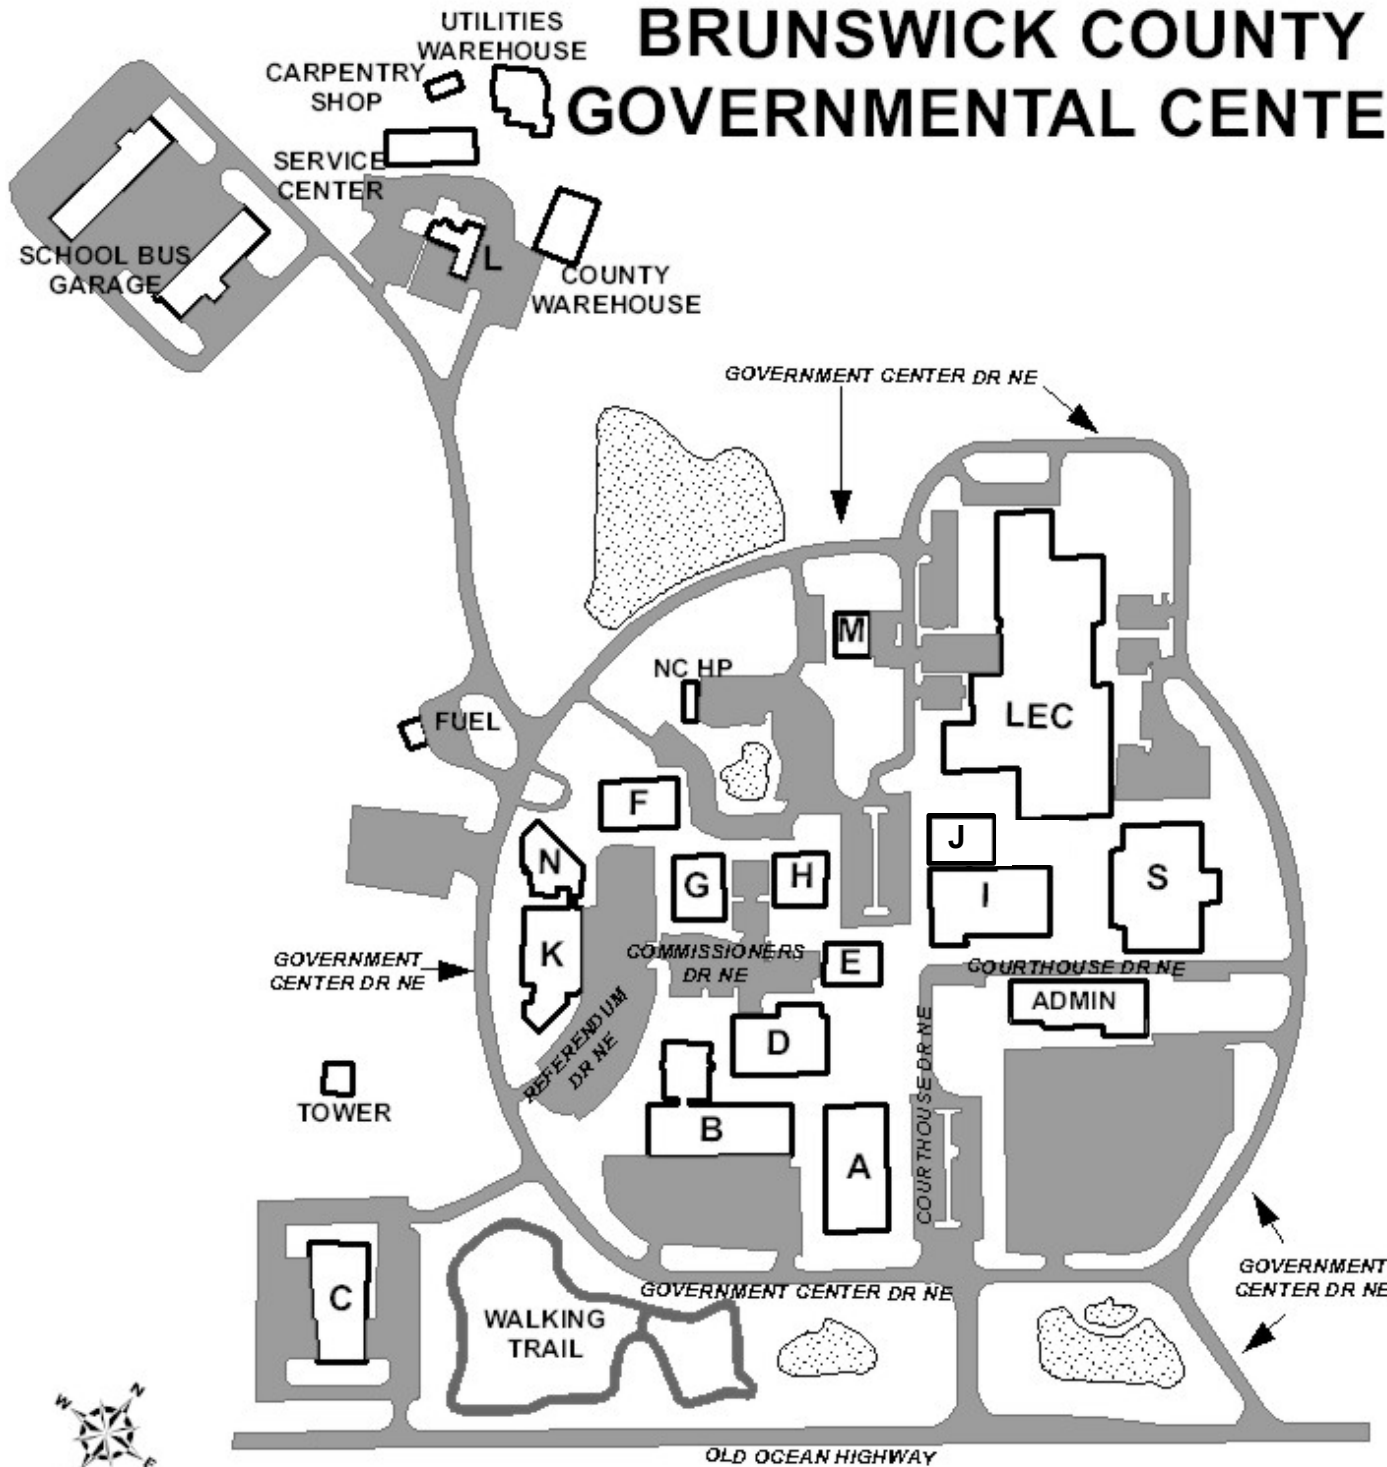 BRUNSWICK COUNTY
GOVERNMENTAL CENTE
UTILITIES
WAREHOUSE
CARPENTRY
SHOP
SERVICE
CENTER
SCHOOL BUS
GARAGE
L
COUNTY
WAREHOUSE
GOVERNMENT CENTER DR NE
M
NC HP
LEC
FUEL
F
J
N
G
H
I
S
K
COMMISSIONERS
DR NE
E
GOVERNMENT
CENTER DR NE
COURTHOUSE DR NE
ADMIN
REFERENDUM
DR NE
D
COURTHOUSE DR NE
TOWER
B
A
C
WALKING
TRAIL
GOVERNMENT CENTER DR NE
GOVERNMENT
CENTER DR NE
W
N
E
OLD OCEAN HIGHWAY